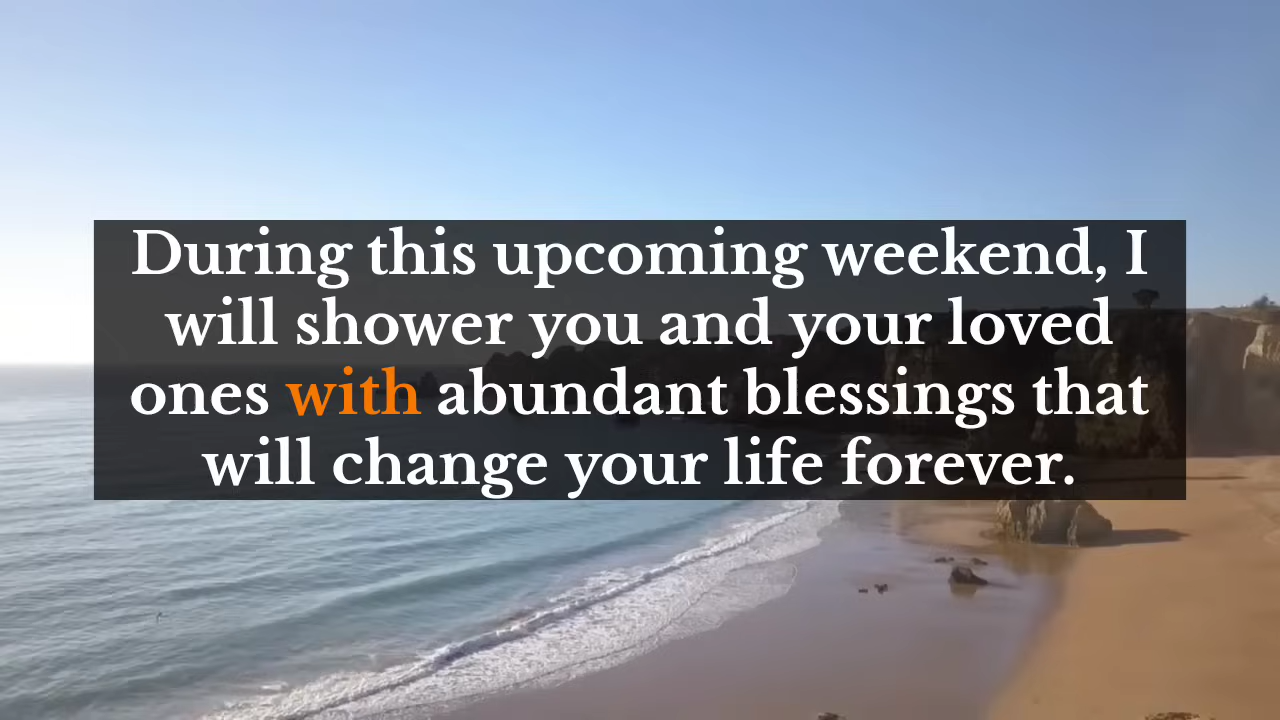 During this upcoming weekend, I
will shower you and your loved
ones with abundant blessings that
will change your life forever.